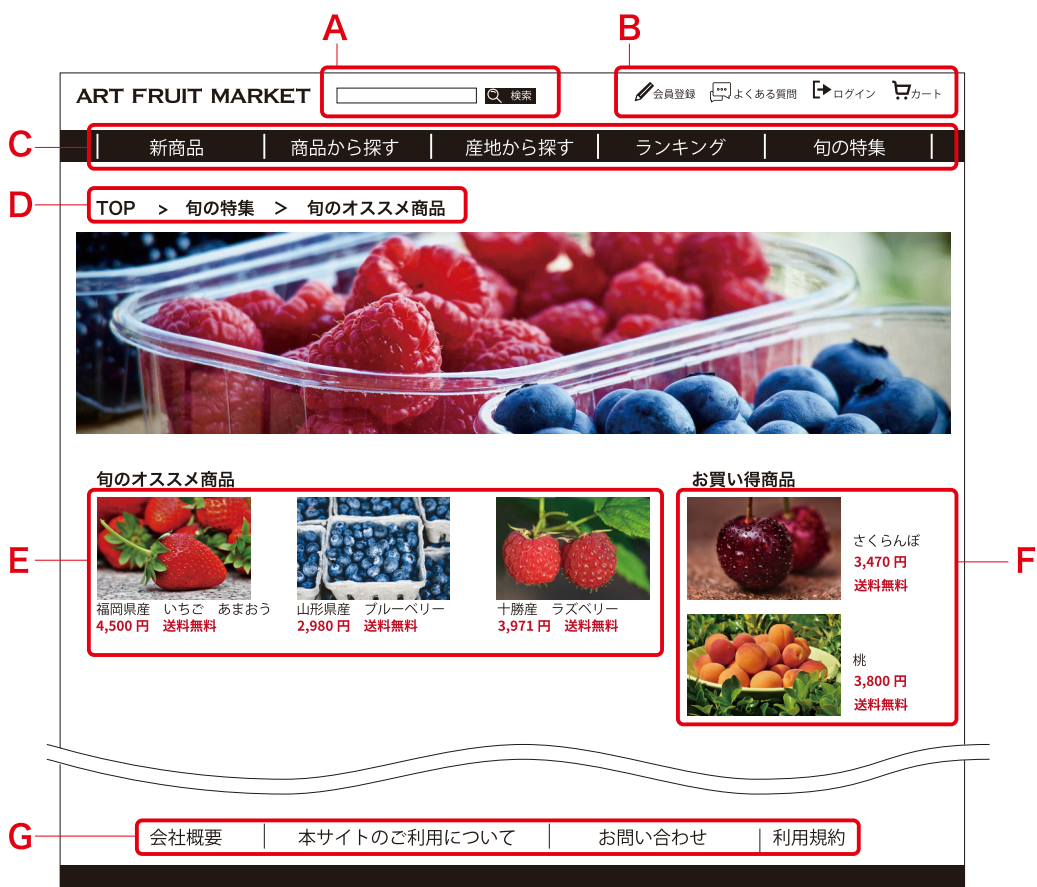 A
B
ART FRUIT MARKET
検索
会員登録 よくある質問 ログイン カート
C
新商品 商品から探す 産地から探す ランキング 旬の特集
D
TOP > 旬の特集 > 旬のオススメ商品
旬のオススメ商品
お買い得商品
E
福岡県産 いちご あまおう
4,500 円 送料無料
山形県産 ブルーベリー
2,980 円 送料無料
十勝産 ラズベリー
3,971 円 送料無料
F
さくらんぼ
3,470 円
送料無料
桃
3,800 円
送料無料
G
会社概要 本サイトのご利用について お問い合わせ 利用規約